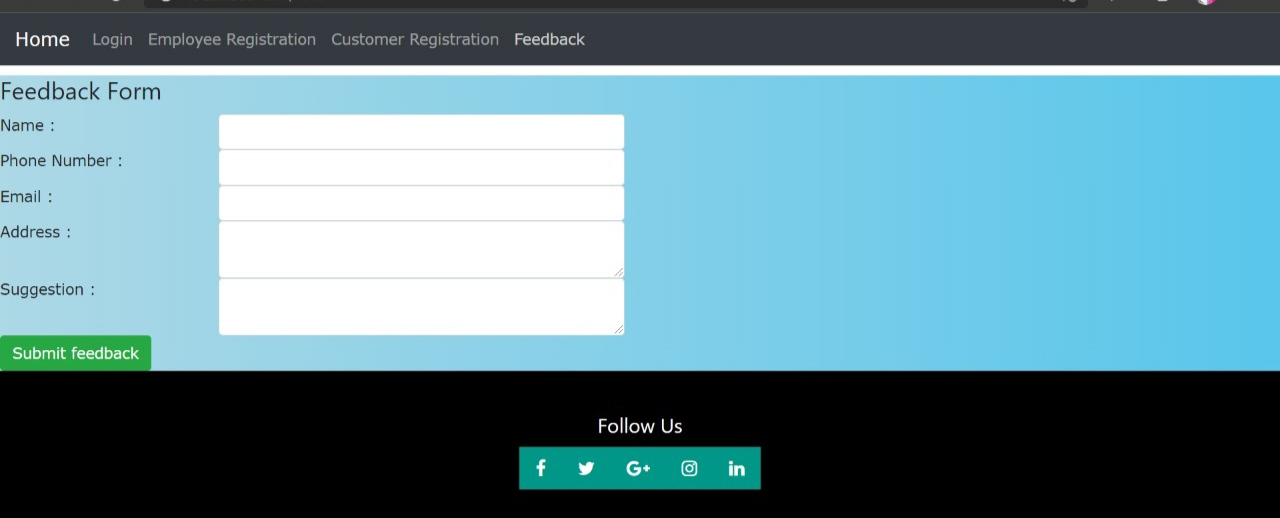 Home Login Employee Registration Customer Registration Feedback
Feedback Form
Name :
Phone Number :
Email :
Address :
Suggestion :
Submit feedback
Follow Us
f G+ in